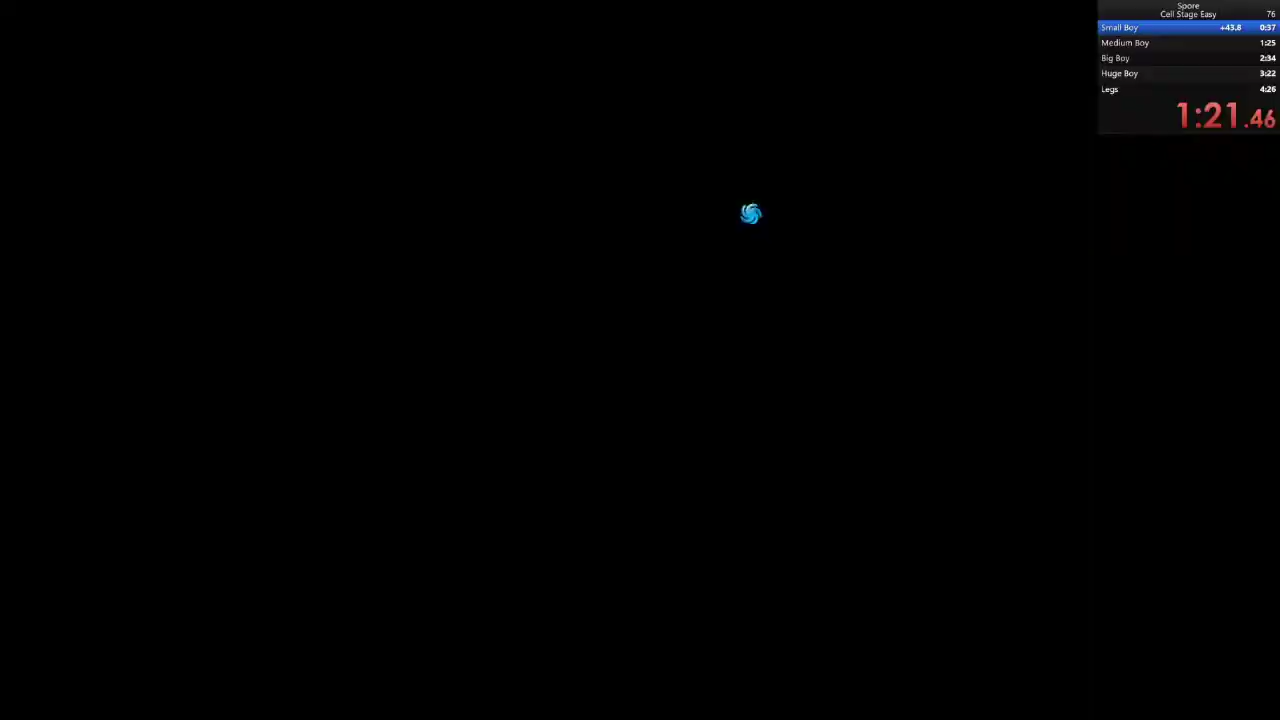 Spore
Cell Stage Easy 76
Small Boy +43.8 0:37
Medium Boy 1:25
Big Boy 2:34
Huge Boy 3:22
Legs 4:26
1:21.46